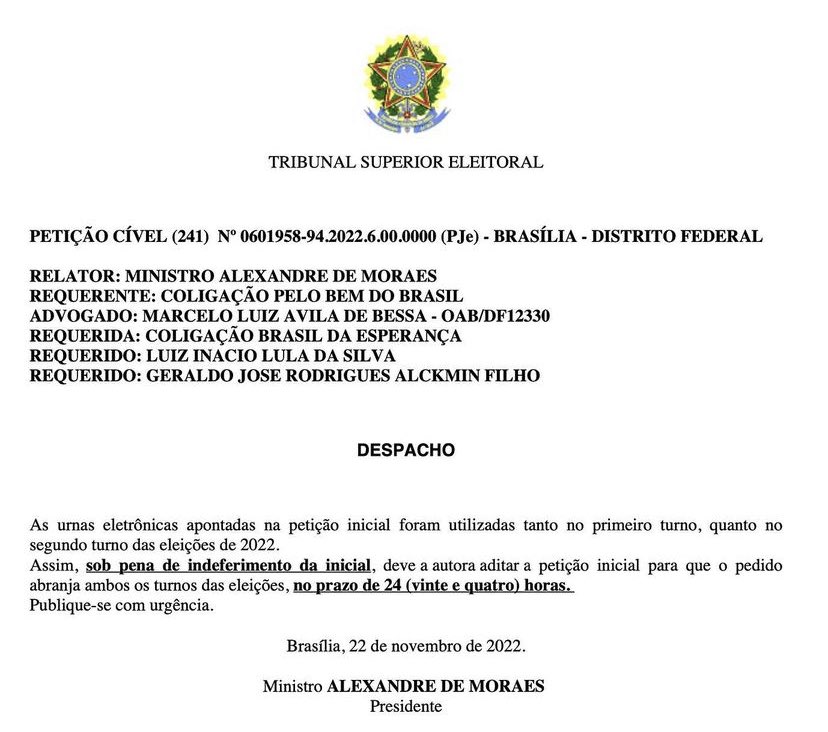 TRIBUNAL SUPERIOR ELEITORAL
PETIÇÃO CÍVEL (241) Nº 0601958-94.2022.6.00.0000 (PJe) - BRASÍLIA - DISTRITO FEDERAL
RELATOR: MINISTRO ALEXANDRE DE MORAES
REQUERENTE: COLIGAÇÃO PELO BEM DO BRASIL
ADVOGADO: MARCELO LUIZ AVILA DE BESSA - OAB/DF12330
REQUERIDA: COLIGAÇÃO BRASIL DA ESPERANÇA
REQUERIDO: LUIZ INACIO LULA DA SILVA
REQUERIDO: GERALDO JOSE RODRIGUES ALCKMIN FILHO
DESPACHO
As urnas eletrônicas apontadas na petição inicial foram utilizadas tanto no primeiro turno, quanto no
segundo turno das eleições de 2022.
Assim, sob pena de indeferimento da inicial, deve a autora aditar a petição inicial para que o pedido
abranja ambos os turnos das eleições, no prazo de 24 (vinte e quatro) horas.
Publique-se com urgência.
Brasília, 22 de novembro de 2022.
Ministro ALEXANDRE DE MORAES
Presidente